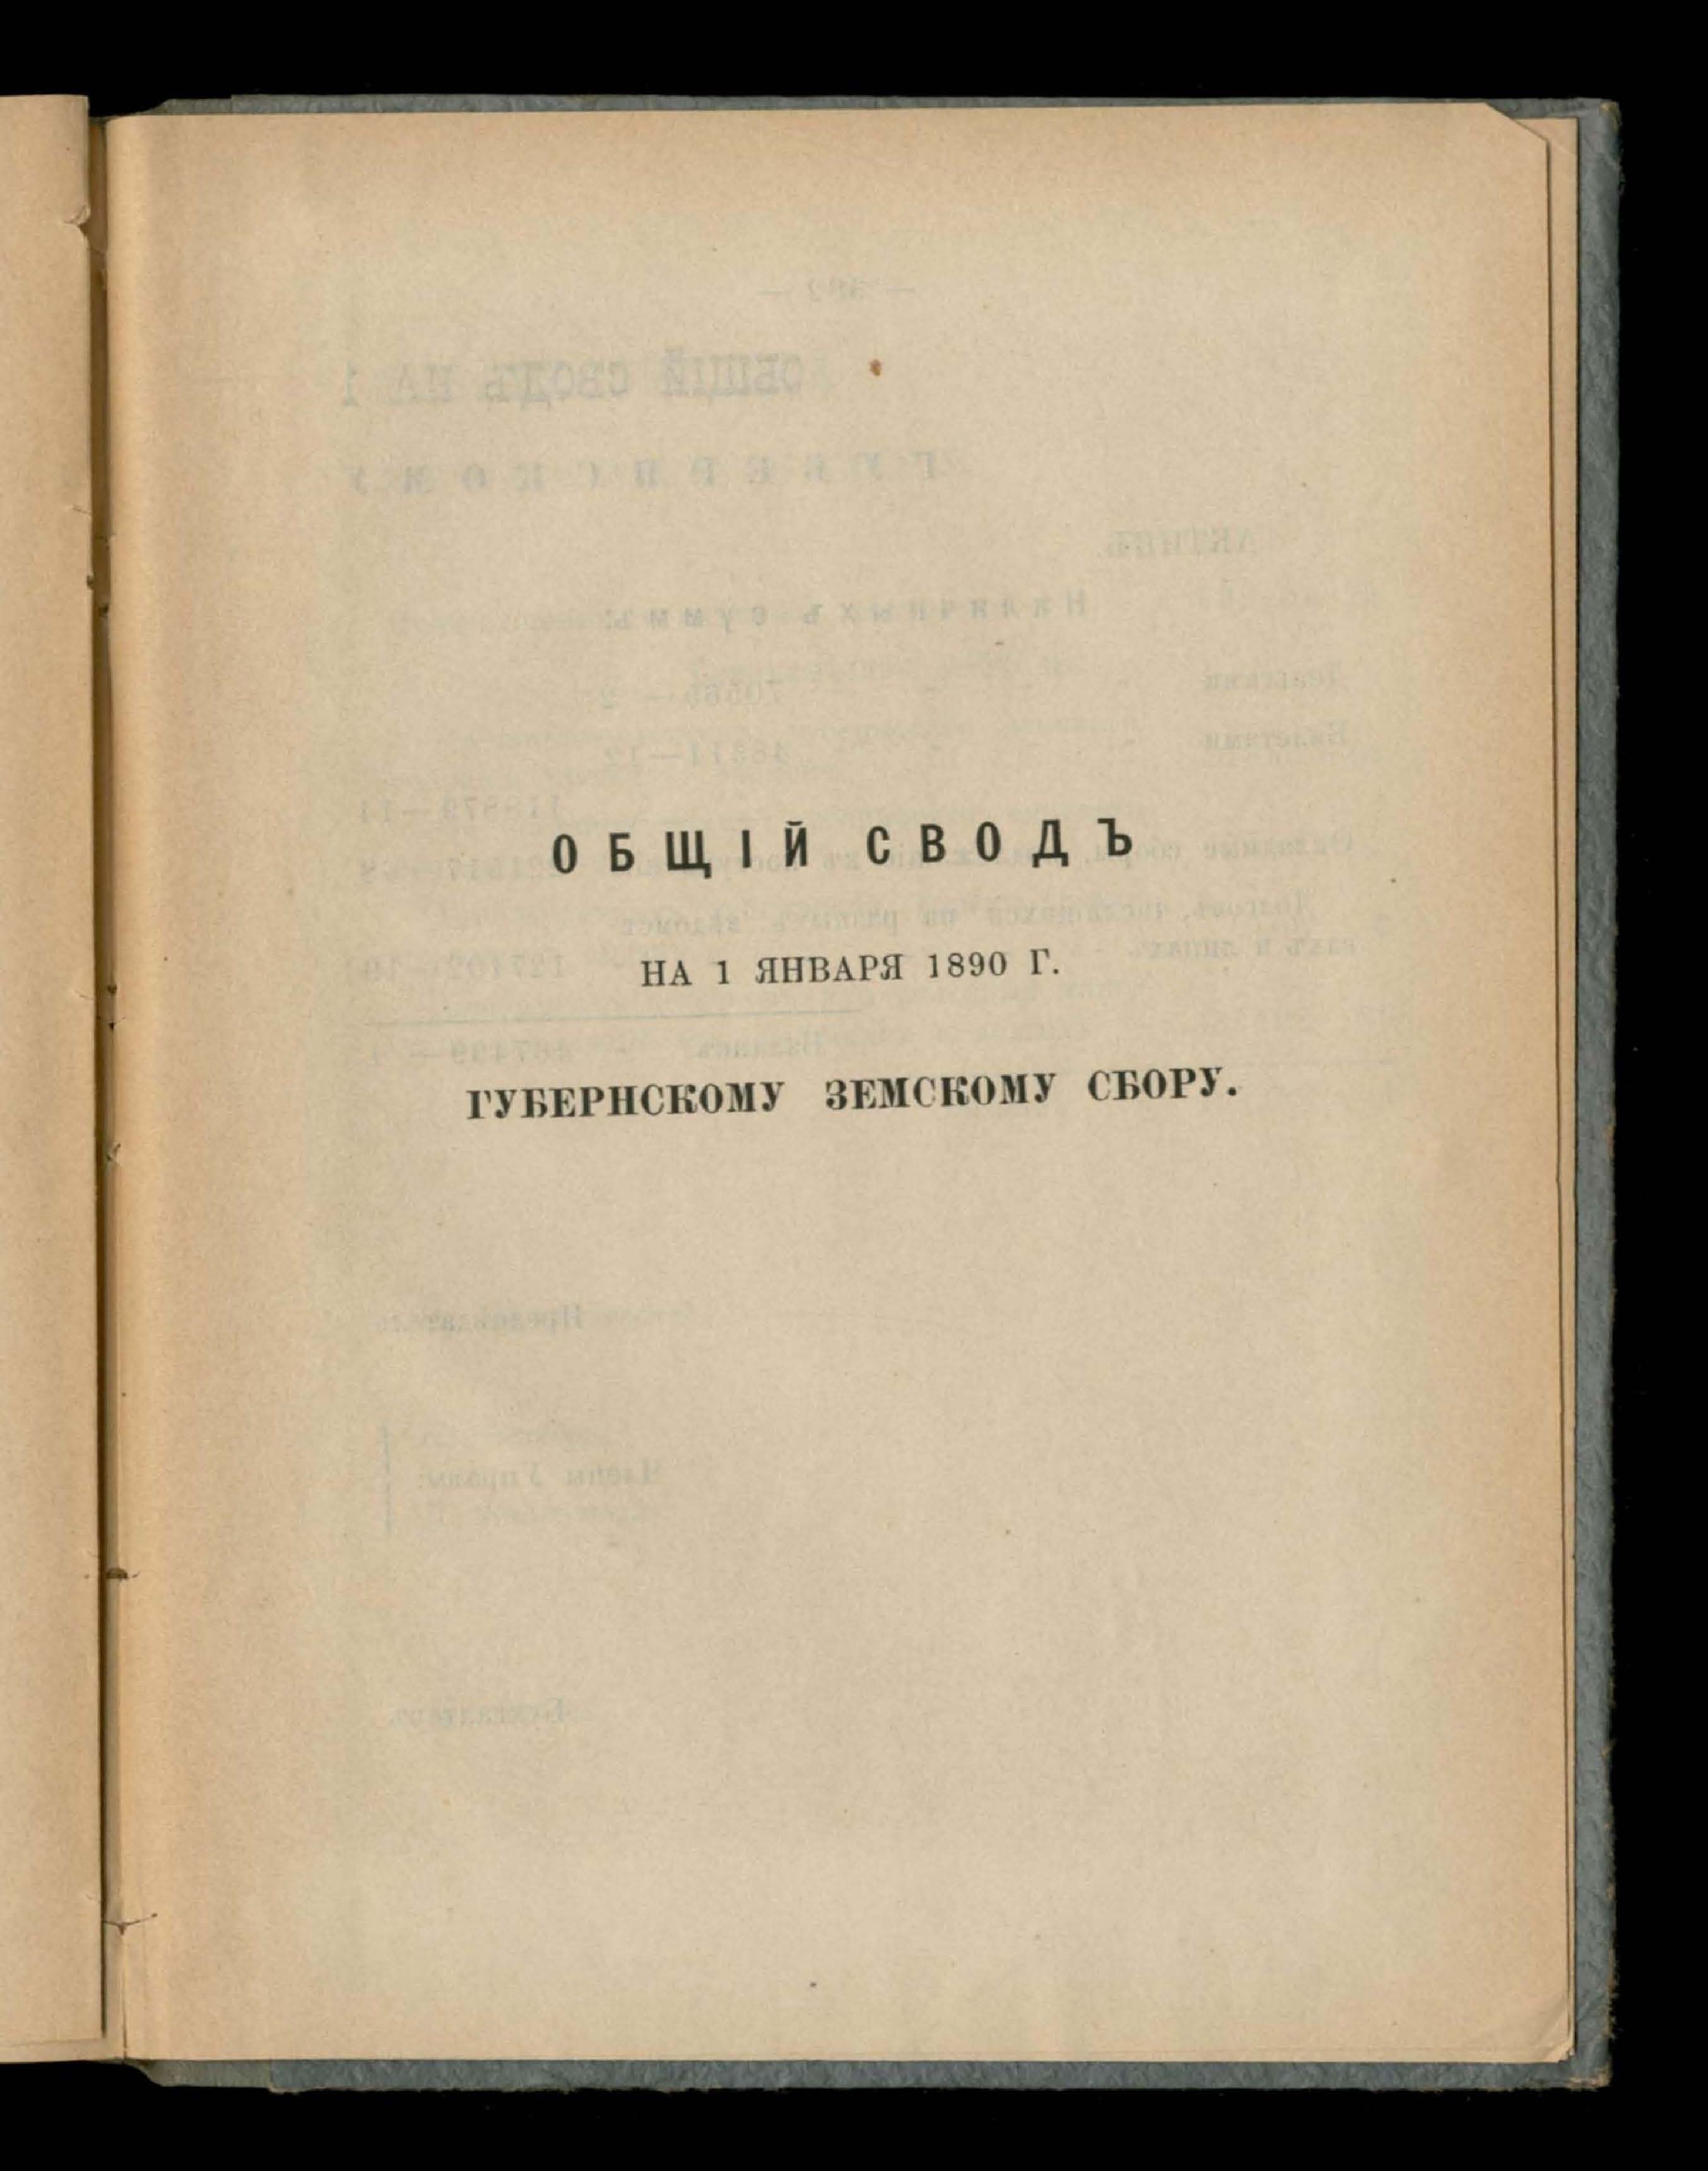 ОБЩІЙ СВОДЪ
НА 1 ЯНВАРЯ 1890 Г.
ГУБЕРНСКОМУ ЗЕМСКОМУ СБОРУ.